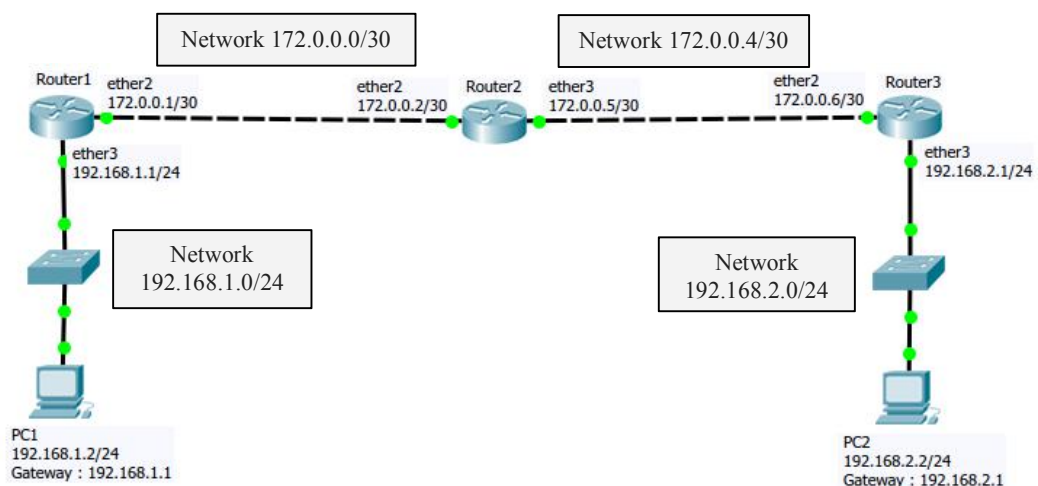 Network 172.0.0.0/30
Network 172.0.0.4/30
Router1
ether2
172.0.0.1/30
ether2
172.0.0.2/30
Router2
ether3
172.0.0.5/30
ether2
172.0.0.6/30
Router3
ether3
192.168.1.1/24
ether3
192.168.2.1/24
Network
192.168.1.0/24
Network
192.168.2.0/24
PC1
192.168.1.2/24
Gateway : 192.168.1.1
PC2
192.168.2.2/24
Gateway : 192.168.2.1